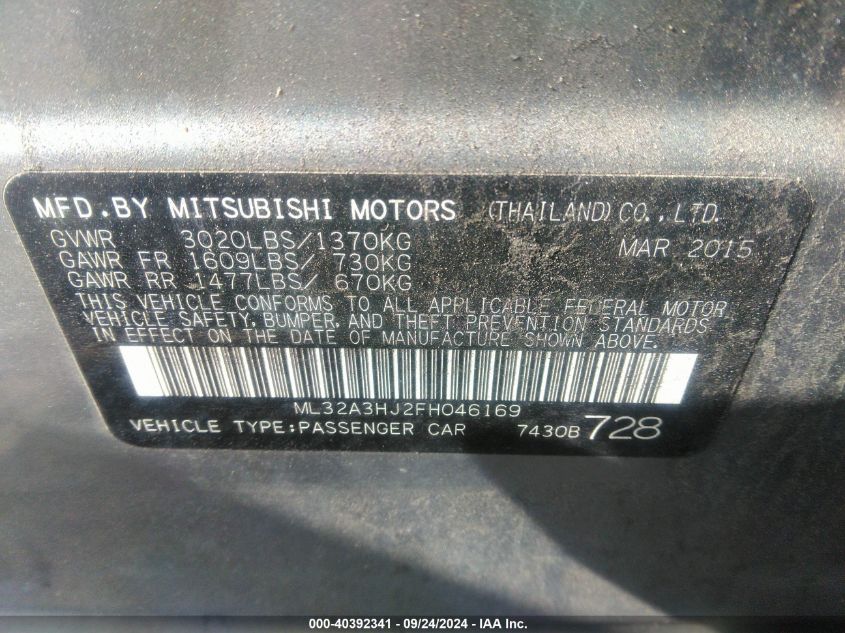 MFD.BY MITSUBISHI MOTORS (THAILAND)CO.,LTD.
GVWR 3020LBS/1370KG MAR 2015
GAWR FR 1609LBS/ 730KG
GAWR RR 1477LBS/ 670KG
THIS VEHICLE CONFORMS TO ALL APPLICABLE FEDERAL MOTOR
VEHICLE SAFETY, BUMPER, AND THEFT PREVENTION STANDARDS
IN EFFECT ON THE DATE OF MANUFACTURE SHOWN ABOVE.
ML32A3HJ2FH046169
VEHICLE TYPE:PASSENGER CAR 7430B 728
000-40392341 - 09/24/2024 - IAA Inc.